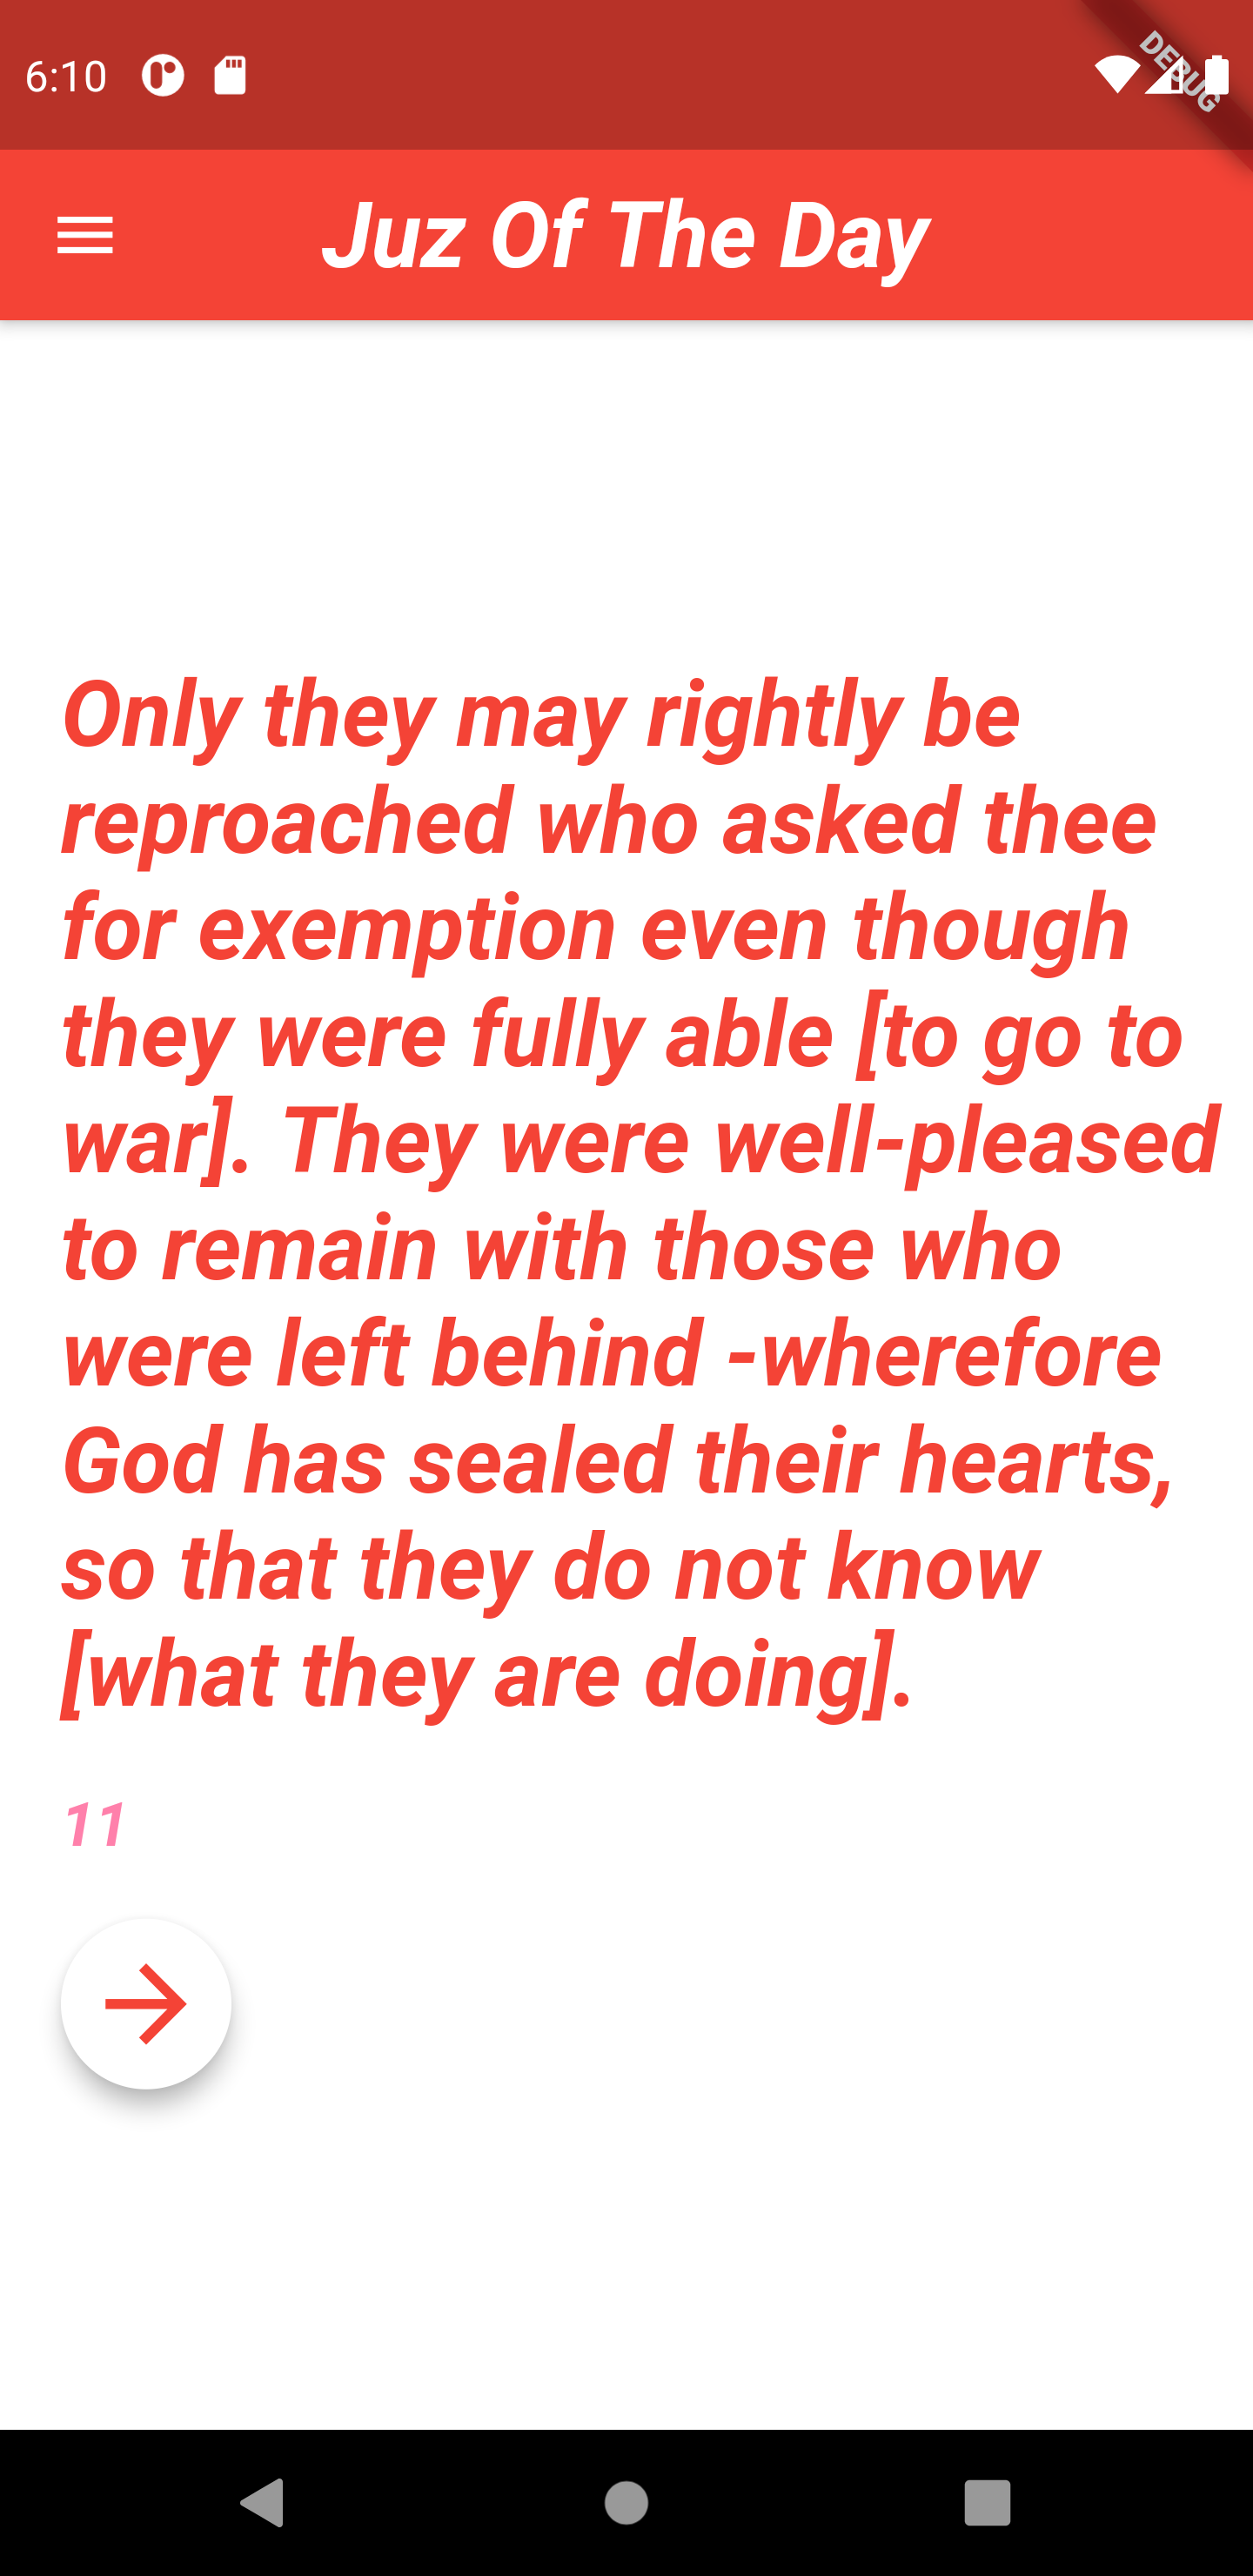 6:10
DEBUG
Juz Of The Day
Only they may rightly be
reproached who asked thee
for exemption even though
they were fully able [to go to
war]. They were well-pleased
to remain with those who
were left behind -wherefore
God has sealed their hearts,
so that they do not know
[what they are doing].
11